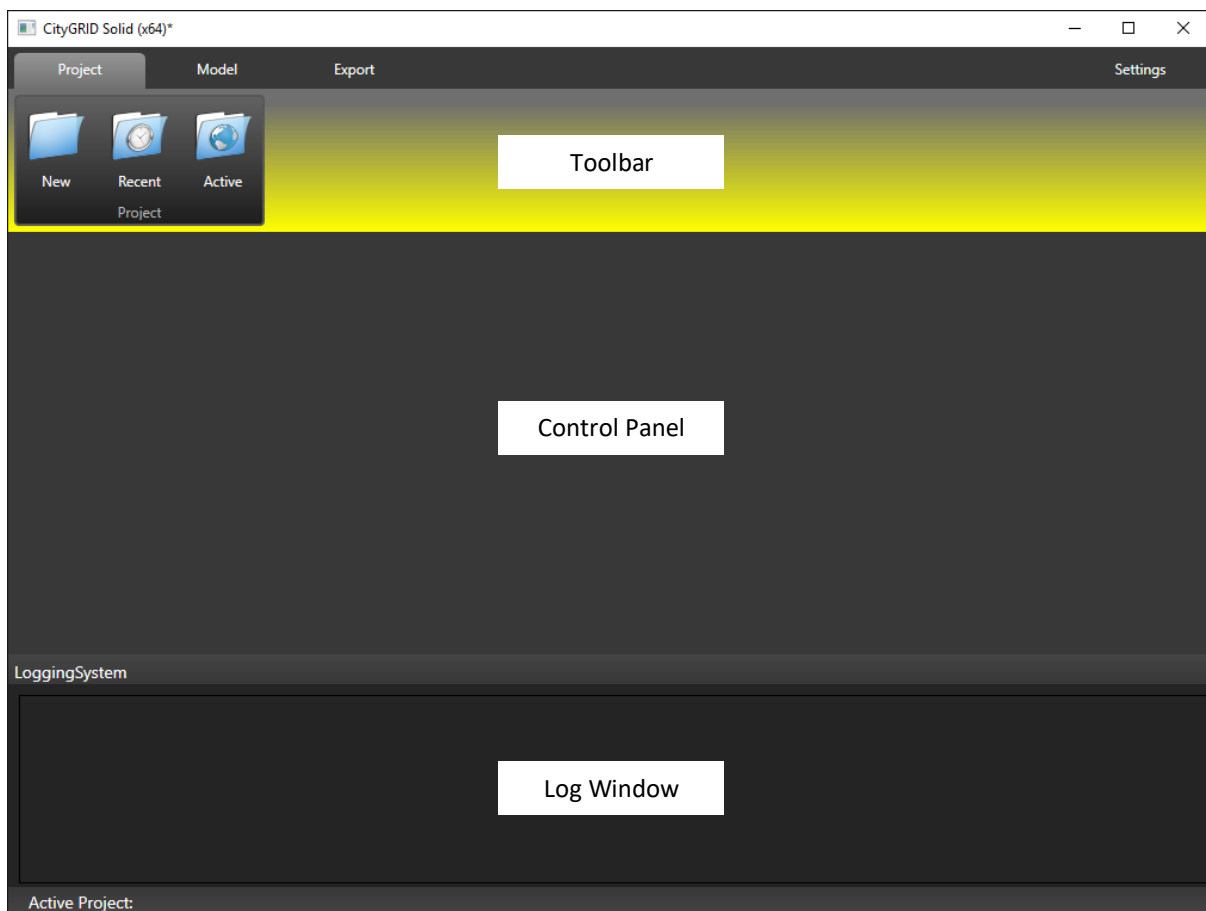 CityGRID Solid (x64)*
Project Model Export Settings
Toolbar
New Recent Active
Project
Control Panel
LoggingSystem
Log Window
Active Project: